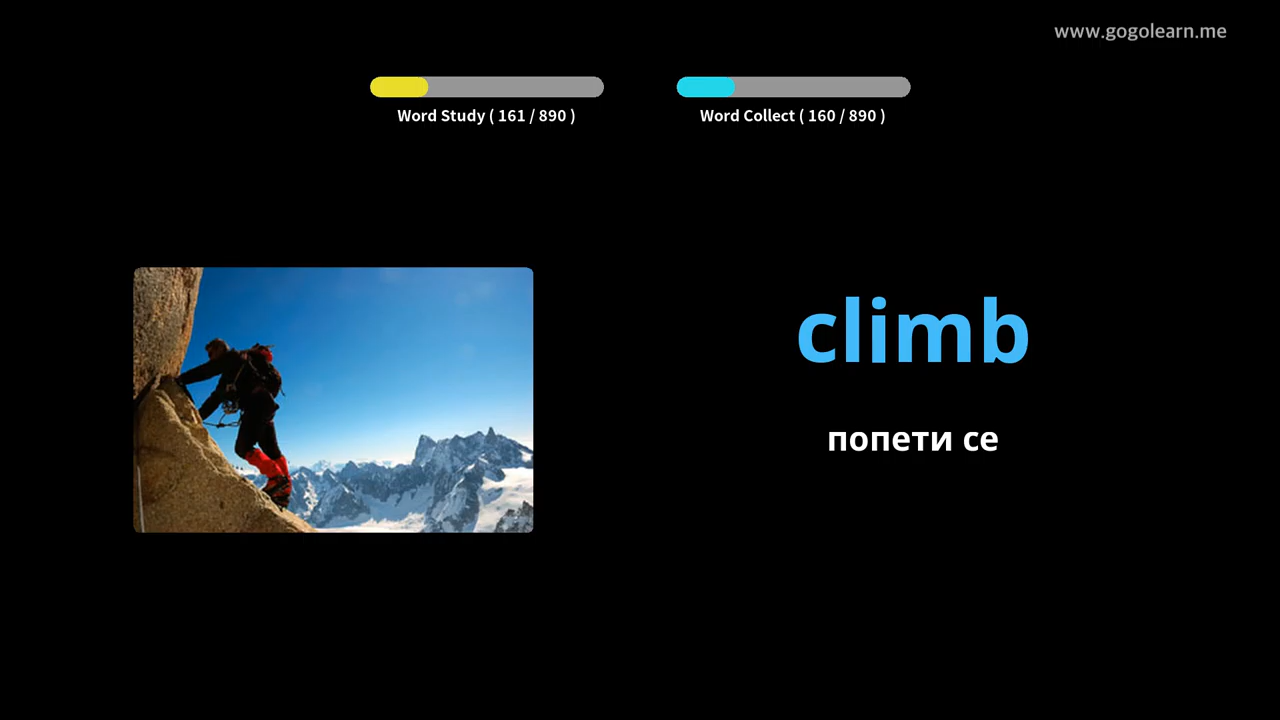 www.gogolearn.me
Word Study ( 161 / 890 )
Word Collect ( 160 / 890 )
climb
попети се